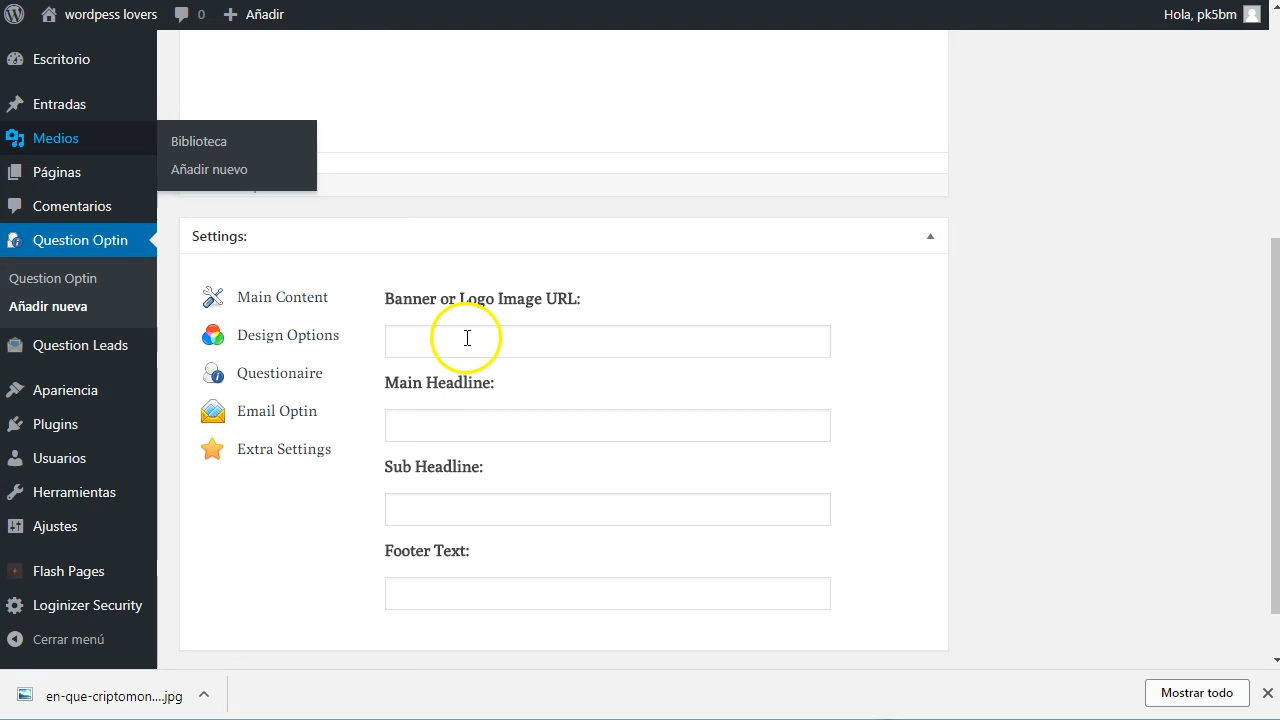 wordpess lovers
0
Añadir
Hola, pk5bm
Escritorio
Entradas
Medios
Biblioteca
Añadir nuevo
Páginas
Comentarios
Question Optin
Question Optin
Añadir nueva
Question Leads
Apariencia
Plugins
Usuarios
Herramientas
Ajustes
Flash Pages
Loginizer Security
Cerrar menú
Settings:
Main Content
Design Options
Questionaire
Email Optin
Extra Settings
Banner or Logo Image URL:
Main Headline:
Sub Headline:
Footer Text:
en-que-criptomon....jpg
Mostrar todo